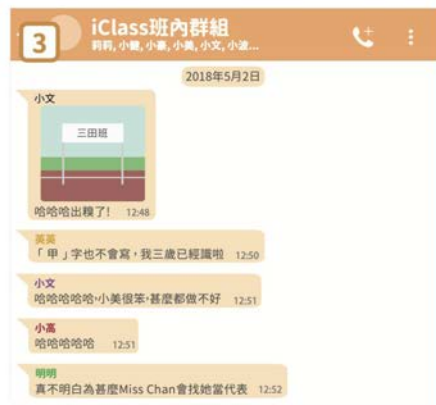 3
iClass班內群組
莉莉, 小健, 小豪, 小美, 小文, 小波...
2018年5月2日
小文
三田班
哈哈哈出糗了! 12:48
英英
「甲」字也不會寫，我三歲已經識啦 12:50
小文
哈哈哈哈哈，小美很笨，甚麼都做不好 12:51
小高
哈哈哈哈哈 12:51
明明
真不明白為甚麼Miss Chan會找她當代表 12:52